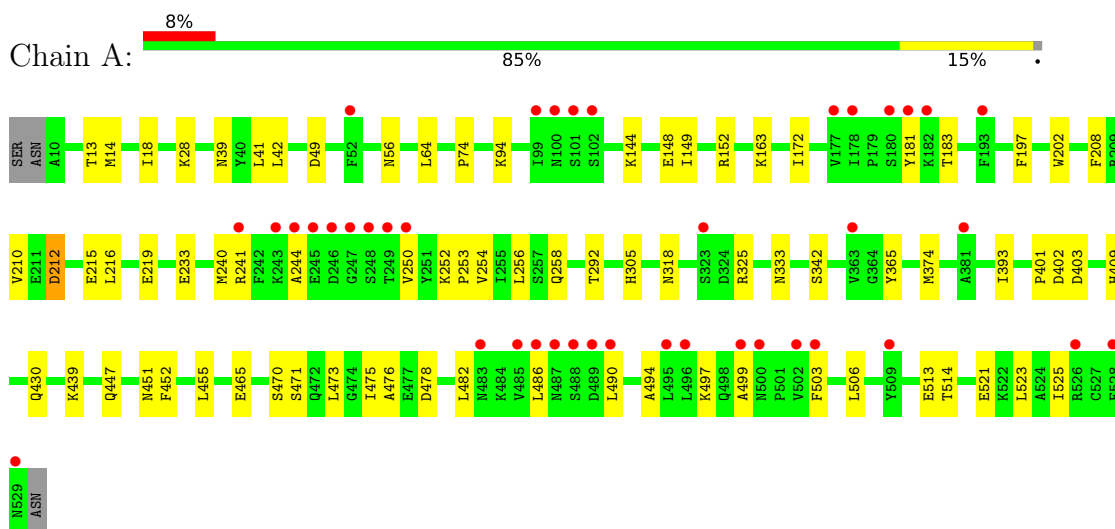 8%
Chain A:
85% 15% •
SER ASN A10 T13 M14 I18 K28 N39 Y40 L41 L42 D49 F52 N56 L64 P74 K94 I99 N100 S101 S102 K144 E148 I149 R152 K163 I172 V177 I178 P179 S180 Y181 K182 T183 F193 F197 W202 F208
V210 E211 D212 E215 L216 E219 E233 M240 R241 F242 K243 A244 E245 D246 G247 S248 T249 V250 Y251 K252 P253 V254 I255 L256 S257 Q258 T292 H305 N318 S323 D324 R325 N333 S342 V363 G364 Y365 M374 A381 I393 P401 D402 D403
Q430 K439 Q447 N451 F452 L455 E465 S470 S471 Q472 L473 G474 I475 A476 E477 D478 L482 N483 K484 V485 L486 N487 S488 D489 L490 A494 L495 L496 K497 Q498 A499 N500 P501 V502 F503 L506 Y509 E513 T514 E521 K522 L523 A524 I525 R526 C527
N529 ASN